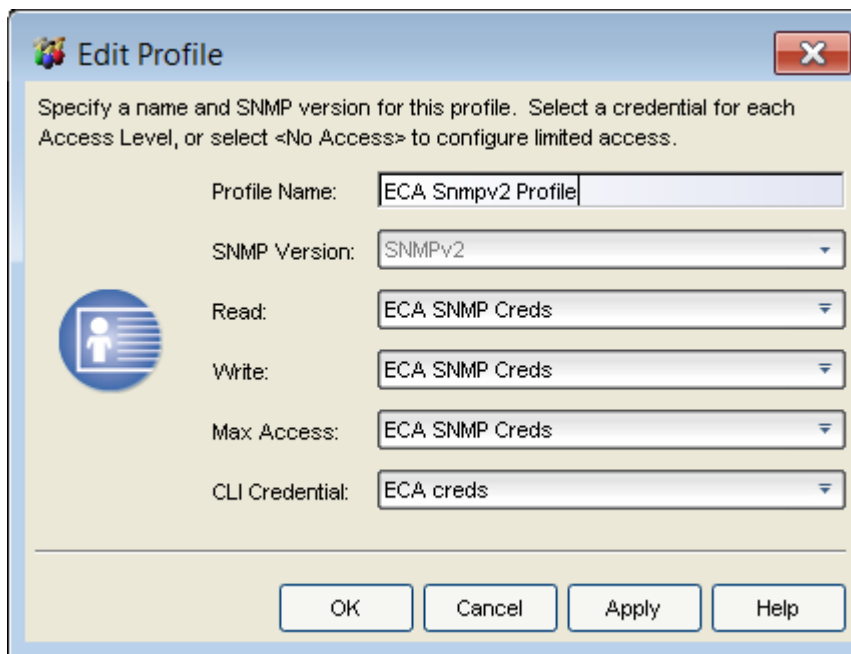 Edit Profile
Specify a name and SNMP version for this profile. Select a credential for each
Access Level, or select <No Access> to configure limited access.
Profile Name: ECA Snmpv2 Profile
SNMP Version: SNMPv2
Read: ECA SNMP Creds
Write: ECA SNMP Creds
Max Access: ECA SNMP Creds
CLI Credential: ECA creds
OK Cancel Apply Help